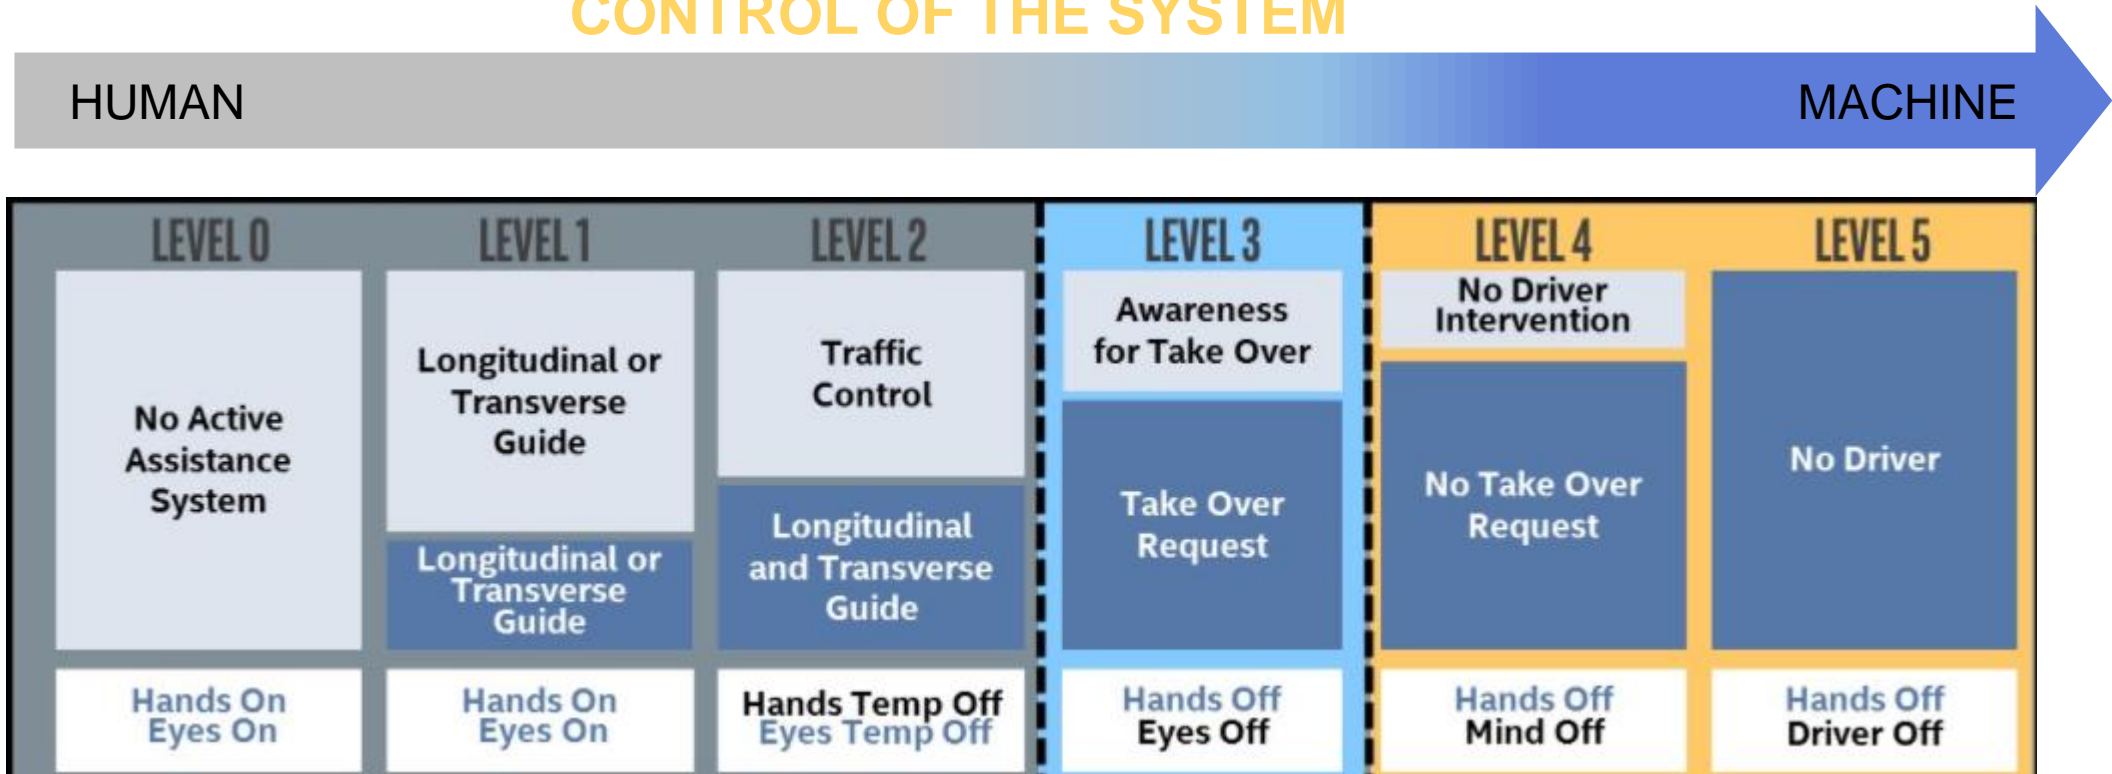 CONTROL OF THE SYSTEM
HUMAN
MACHINE
LEVEL 0
No Active
Assistance
System
Hands On
Eyes On
LEVEL 1
Longitudinal or
Transverse
Guide
Longitudinal or
Transverse
Guide
Hands On
Eyes On
LEVEL 2
Traffic
Control
Longitudinal
and Transverse
Guide
Hands Temp Off
Eyes Temp Off
LEVEL 3
Awareness
for Take Over
Take Over
Request
Hands Off
Eyes Off
LEVEL 4
No Driver
Intervention
No Take Over
Request
Hands Off
Mind Off
LEVEL 5
No Driver
Hands Off
Driver Off